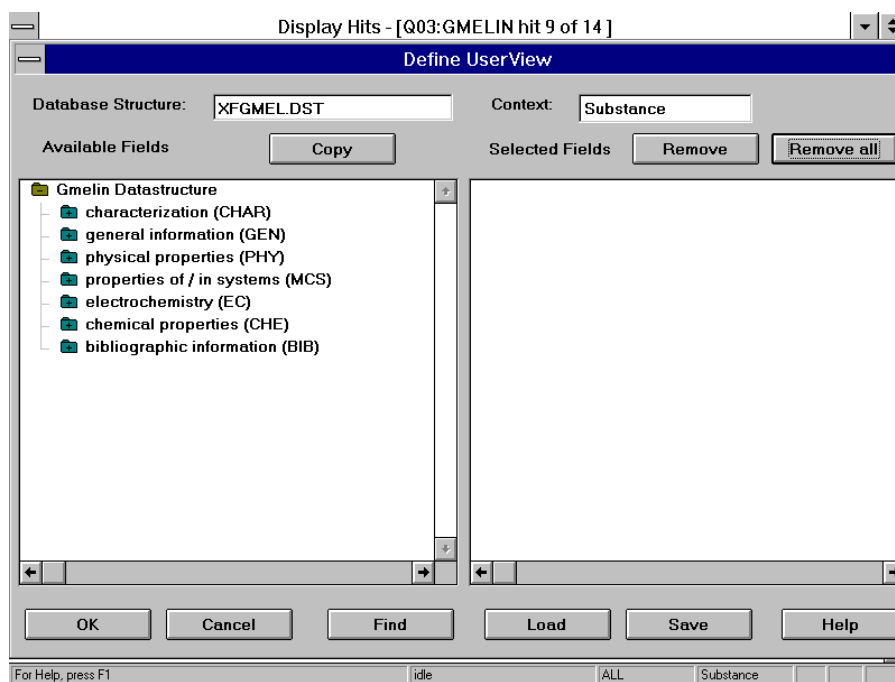 Display Hits - [Q03:GMELIN hit 9 of 14 ]
Define UserView
Database Structure: XFGMEL.DST Context: Substance
Available Fields Copy Selected Fields Remove Remove all
Gmelin Datastructure
characterization (CHAR)
general information (GEN)
physical properties (PHY)
properties of / in systems (MCS)
electrochemistry (EC)
chemical properties (CHE)
bibliographic information (BIB)
OK Cancel Find Load Save Help
For Help, press F1 idle ALL Substance